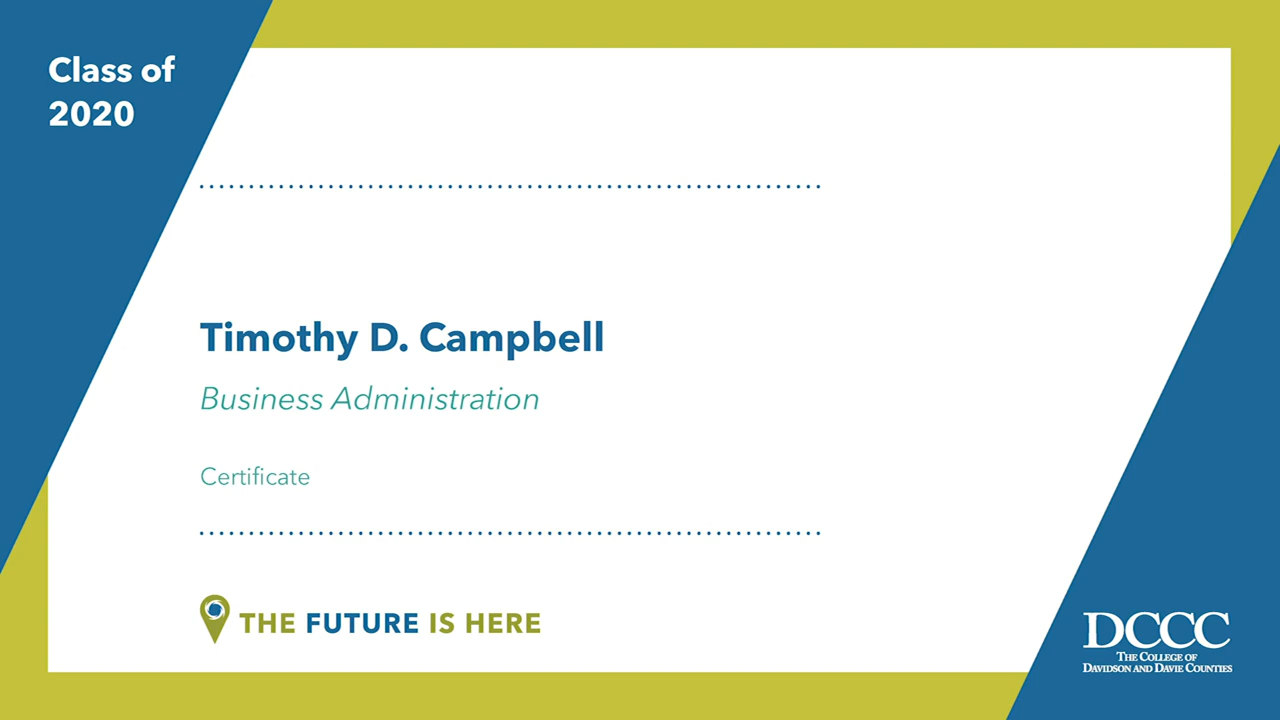 Class of
2020
Timothy D. Campbell
Business Administration
Certificate
THE FUTURE IS HERE
DCCC
THE COLLEGE OF
DAVIDSON AND DAVIE COUNTIES